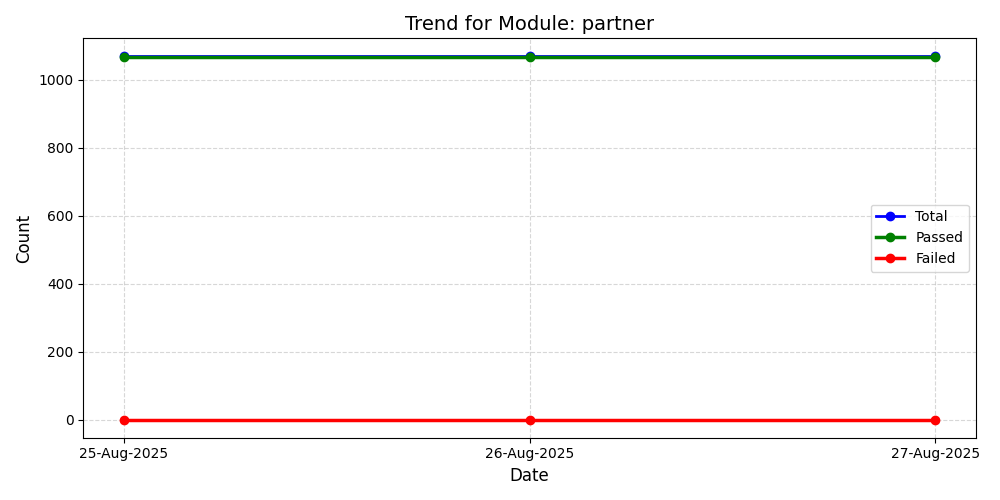 Trend for Module: partner
Count
1000
800
600
400
200
0
Total
Passed
Failed
25-Aug-2025
26-Aug-2025
27-Aug-2025
Date